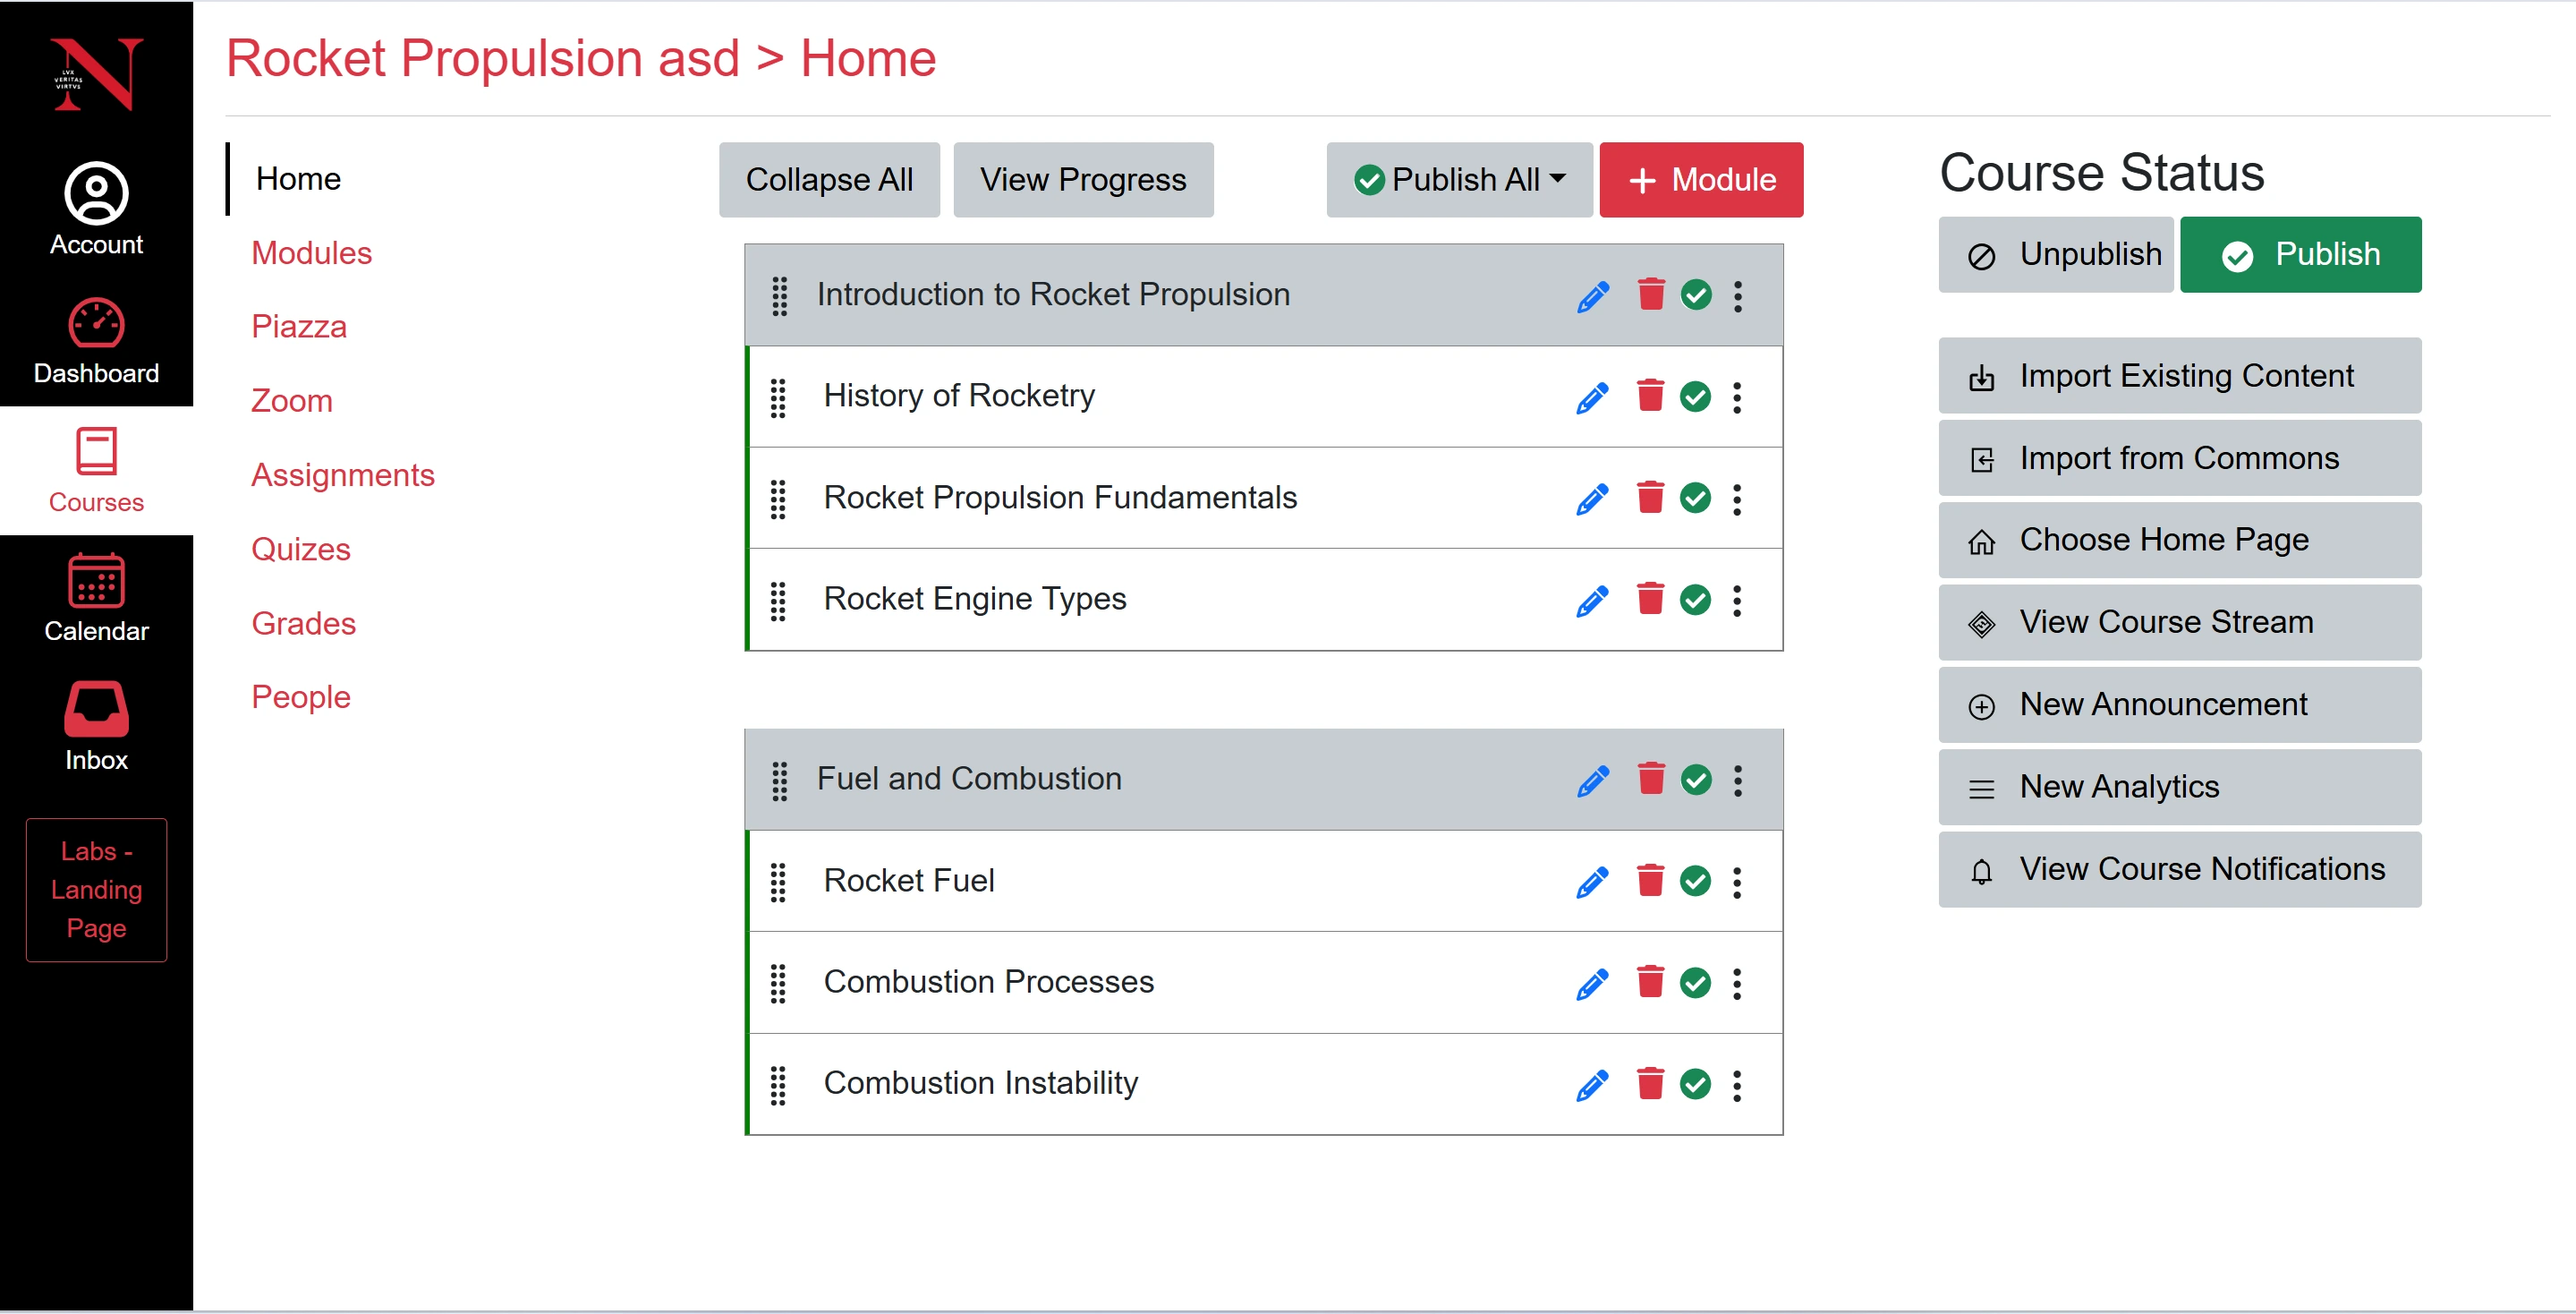 LVX
VERITAS
VIRTVS
Account
Dashboard
Courses
Calendar
Inbox
Labs -
Landing
Page
Rocket Propulsion asd > Home
Home
Modules
Piazza
Zoom
Assignments
Quizes
Grades
People
Collapse All
View Progress
Publish All
+ Module
Introduction to Rocket Propulsion
History of Rocketry
Rocket Propulsion Fundamentals
Rocket Engine Types
Fuel and Combustion
Rocket Fuel
Combustion Processes
Combustion Instability
Course Status
Unpublish
Publish
Import Existing Content
Import from Commons
Choose Home Page
View Course Stream
New Announcement
New Analytics
View Course Notifications